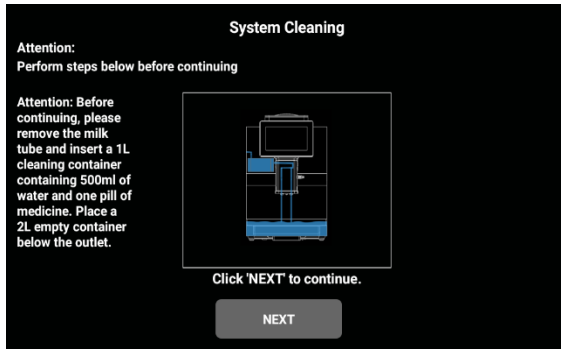 System Cleaning
Attention:
Perform steps below before continuing
Attention: Before
continuing, please
remove the milk
tube and insert a 1L
cleaning container
containing 500ml of
water and one pill of
medicine. Place a
2L empty container
below the outlet.
Click 'NEXT' to continue.
NEXT